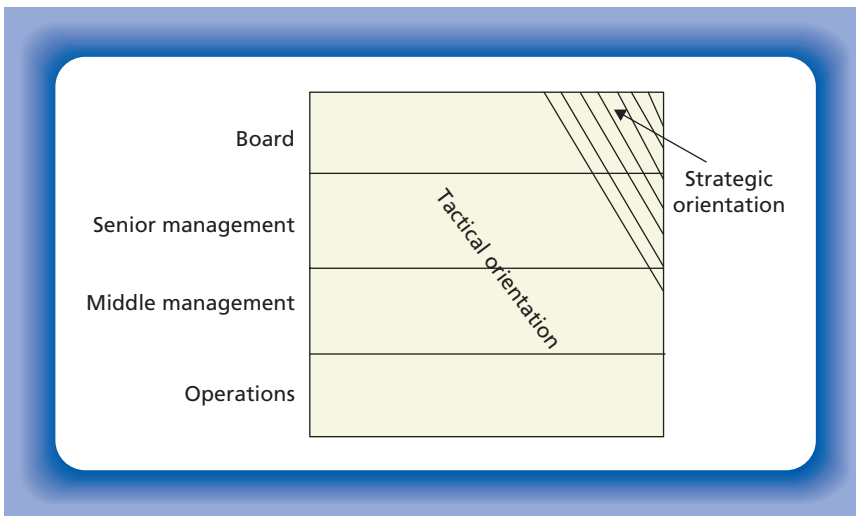 Board
Strategic
orientation
Senior management
Tactical orientation
Middle management
Operations